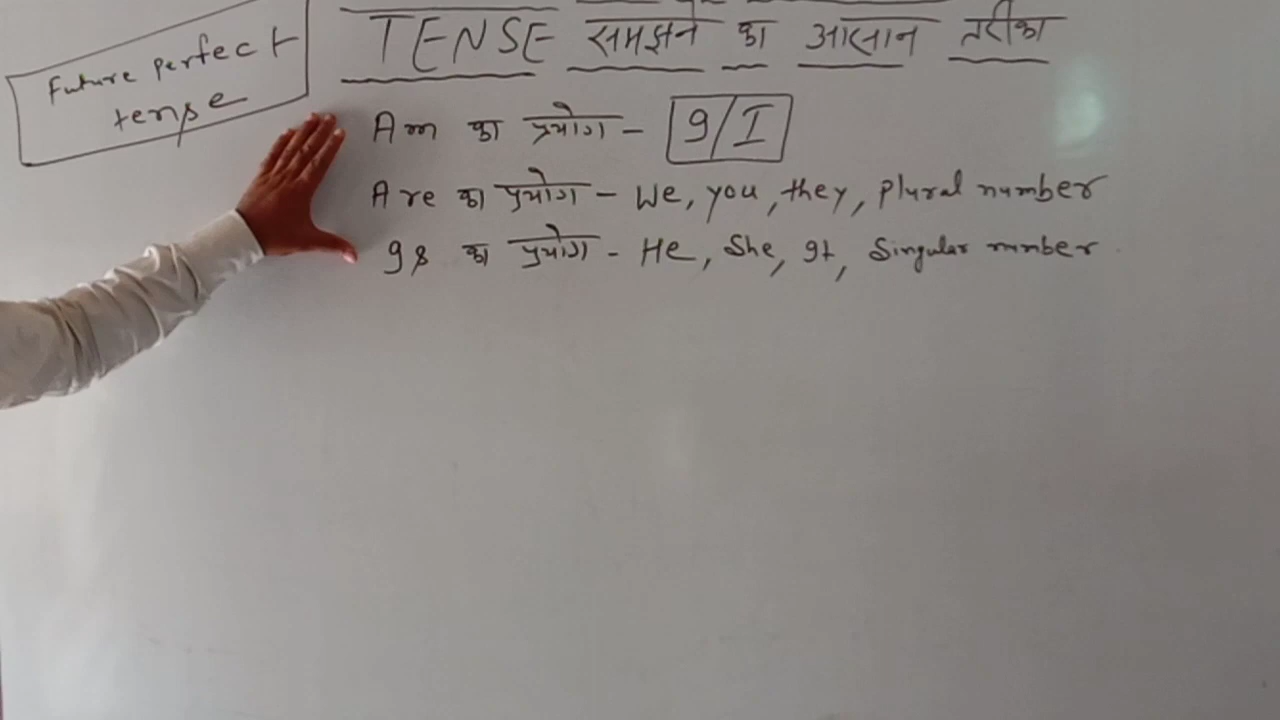 Future perfect
tense
TENSE समझने का आसान तरीका
Am का प्रयोग - I/I
Are का प्रयोग - We, you, they, Plural number
Is का प्रयोग - He, She, It, Singular number